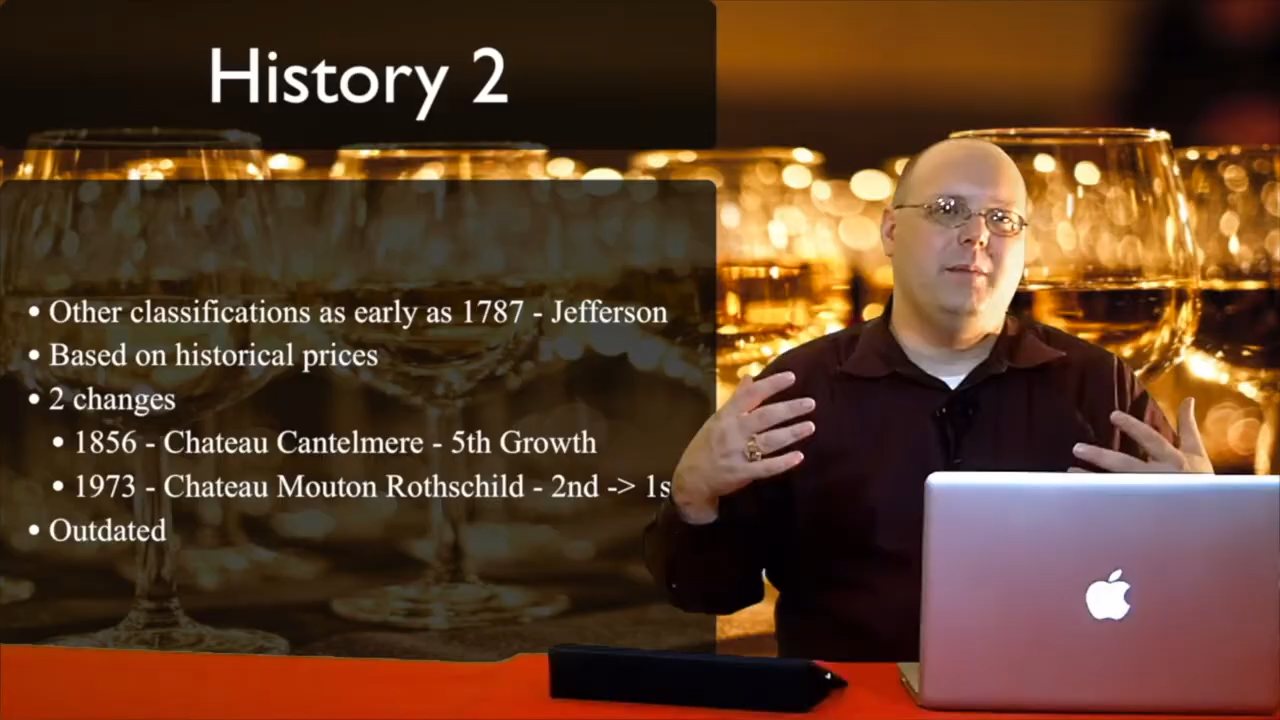 History 2
• Other classifications as early as 1787 - Jefferson
• Based on historical prices
• 2 changes
• 1856 - Chateau Cantelmere - 5th Growth
• 1973 - Chateau Mouton Rothschild - 2nd -> 1s
• Outdated